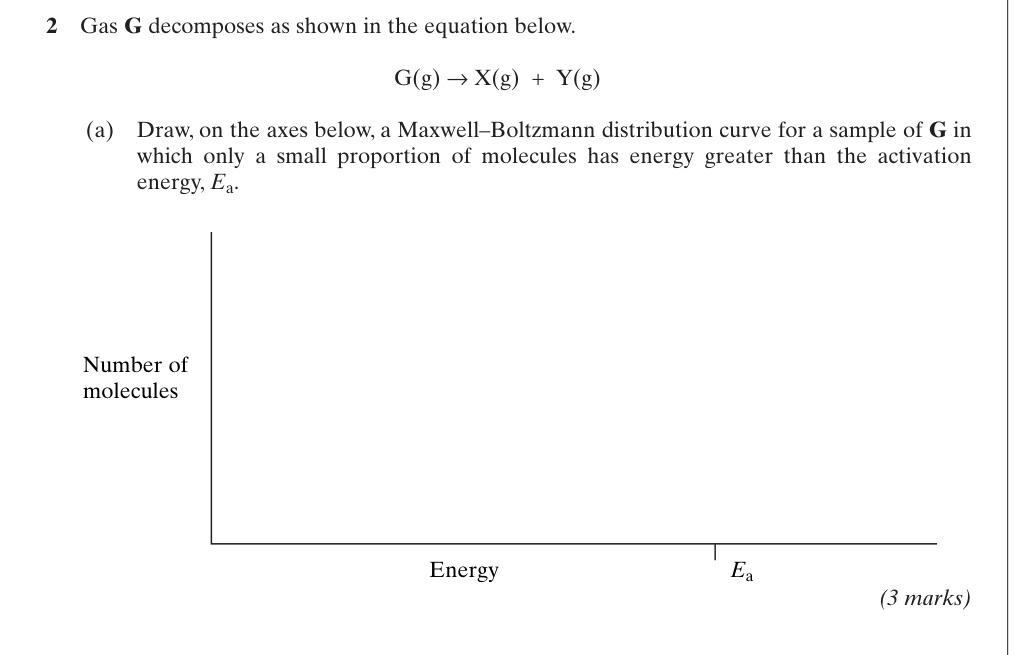 2 Gas G decomposes as shown in the equation below.
G(g) → X(g) + Y(g)
(a) Draw, on the axes below, a Maxwell–Boltzmann distribution curve for a sample of G in
which only a small proportion of molecules has energy greater than the activation
energy, Eₐ.
Number of
molecules
Energy
Eₐ
(3 marks)